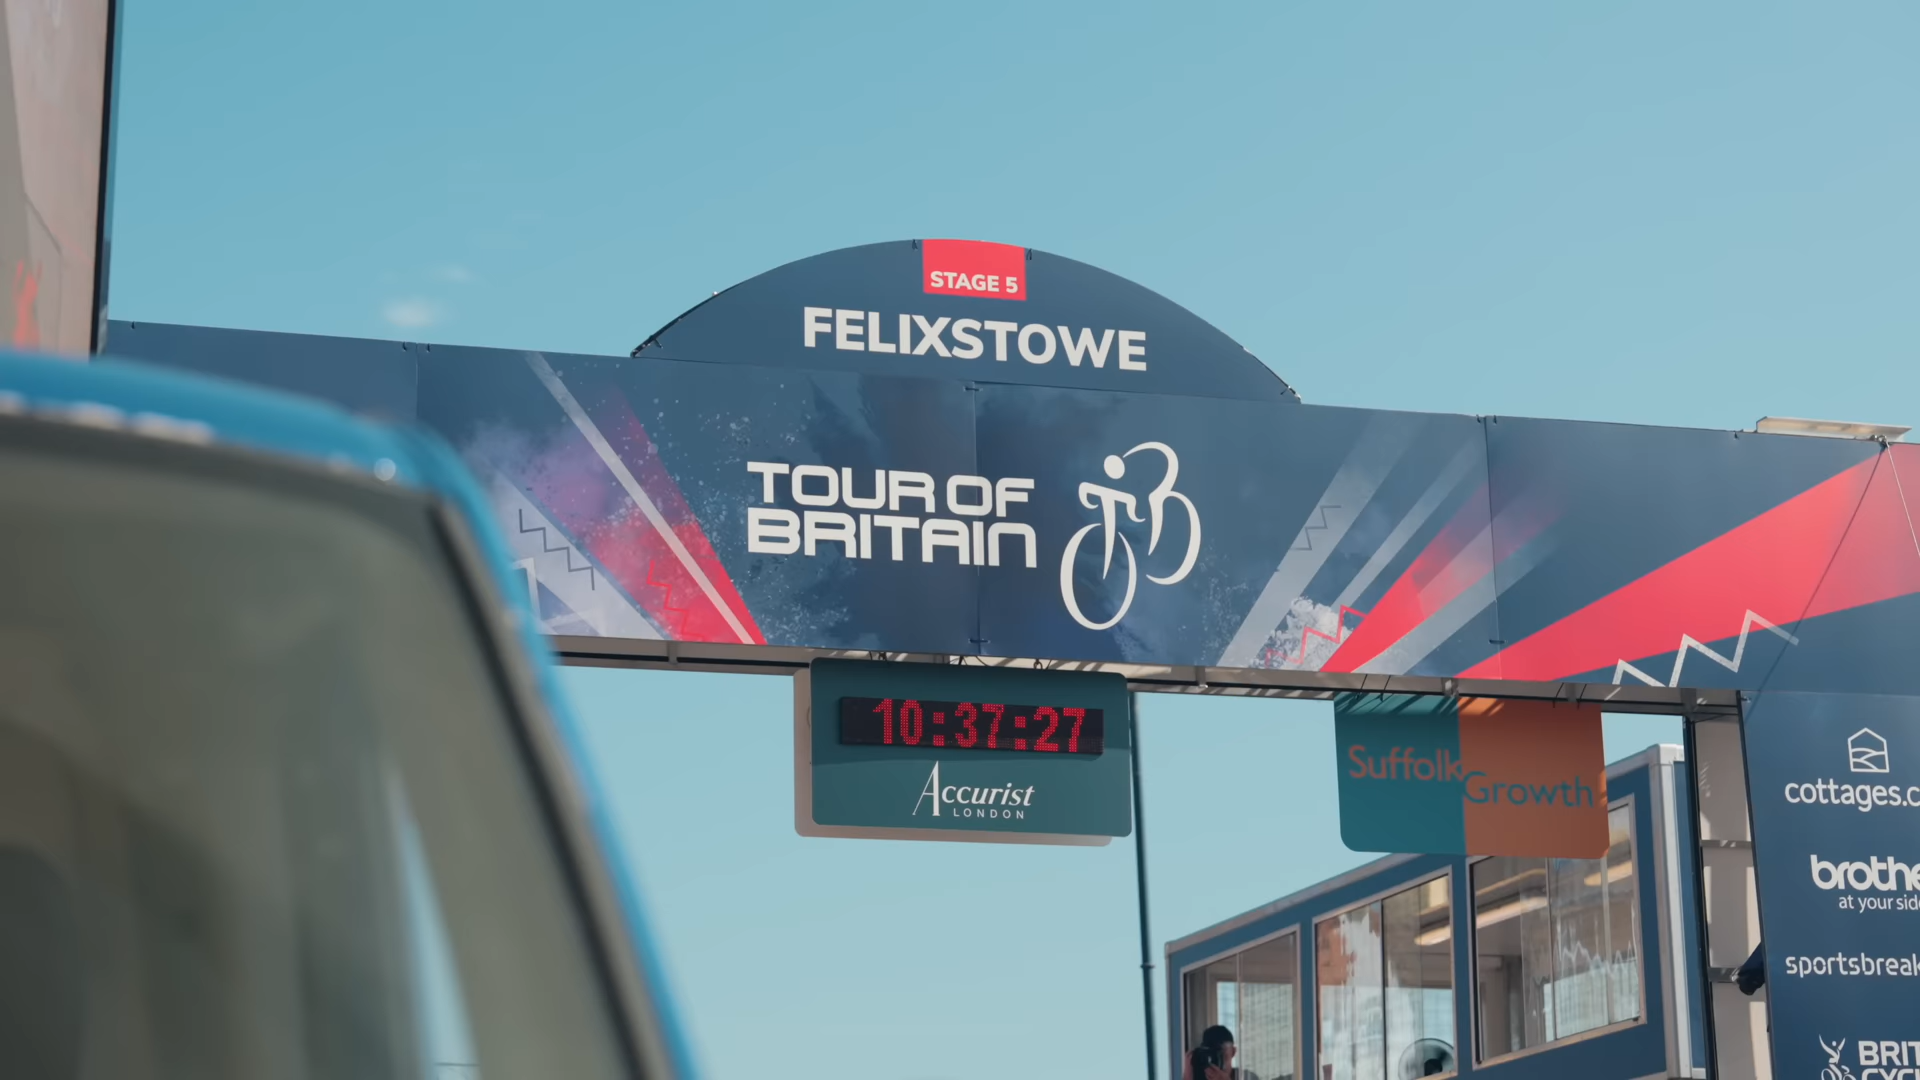 STAGE 5
FELIXSTOWE
TOUR OF
BRITAIN
10:37:27
Accurist
LONDON
Suffolk
Growth
cottages.c
brothe
at your sid
sportsbreak
BRIT
CYCL